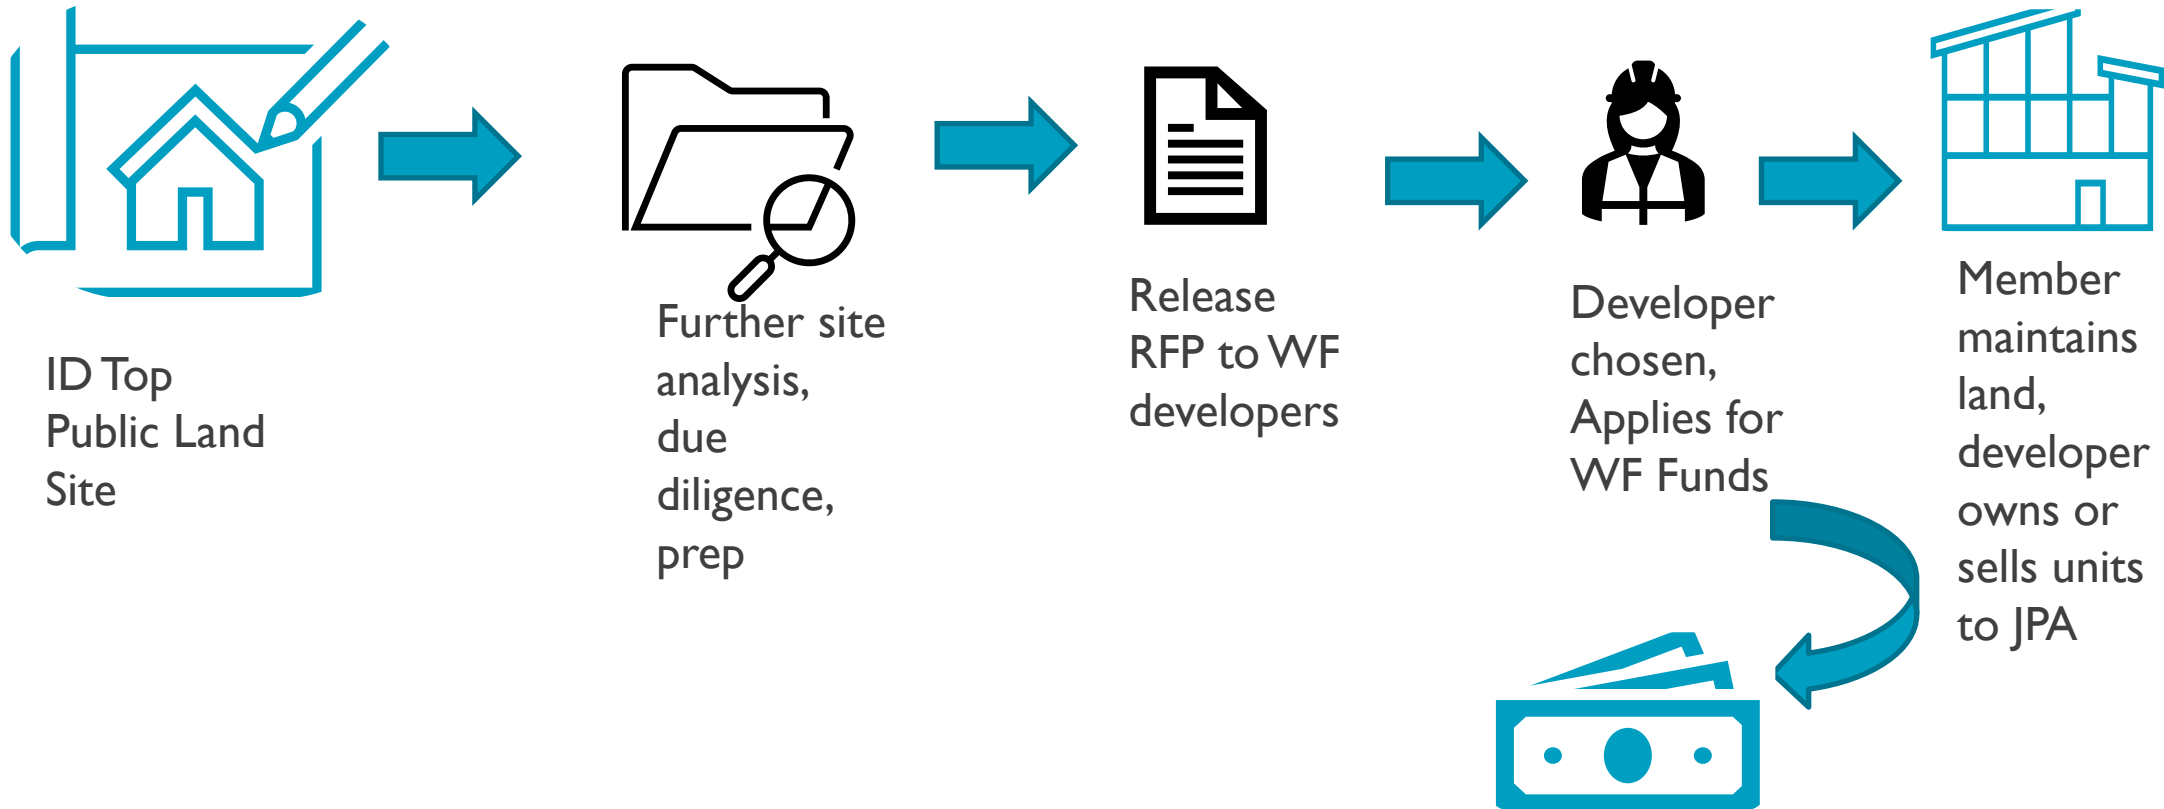 ID Top
Public Land
Site
Further site
analysis,
due
diligence,
prep
Release
RFP to WF
developers
Developer
chosen,
Applies for
WF Funds
Member
maintains
land,
developer
owns or
sells units
to JPA